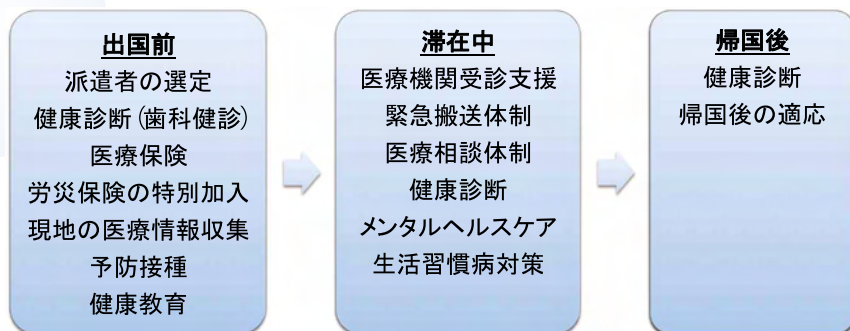 出国前
派遣者の選定
健康診断(歯科健診)
医療保険
労災保険の特別加入
現地の医療情報収集
予防接種
健康教育
滞在中
医療機関受診支援
緊急搬送体制
医療相談体制
健康診断
メンタルヘルスケア
生活習慣病対策
帰国後
健康診断
帰国後の適応